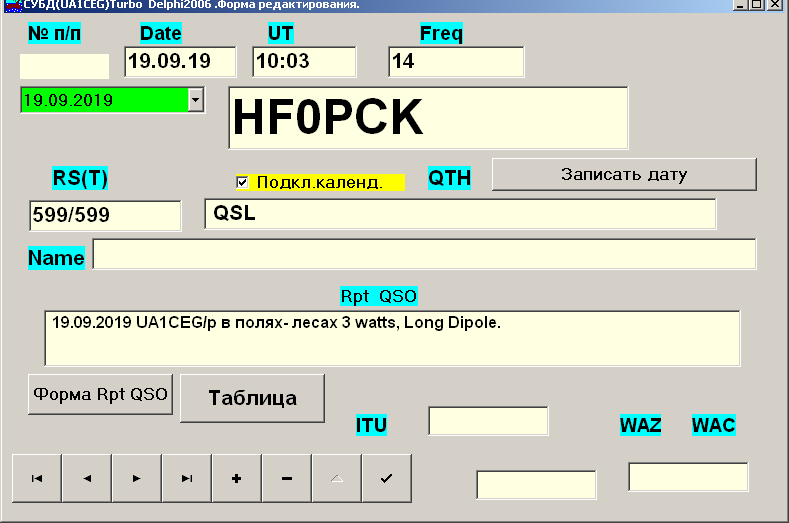 СУБД(UA1CEG)Turbo Delphi2006 .Форма редактирования.
№ п/п Date UT Freq
19.09.19 10:03 14
19.09.2019
HF0PCK
RS(T) Подкл.календ. QTH Записать дату
599/599 QSL
Name
Rpt QSO
19.09.2019 UA1CEG/p в полях- лесах 3 watts, Long Dipole.
Форма Rpt QSO Таблица
ITU WAZ WAC